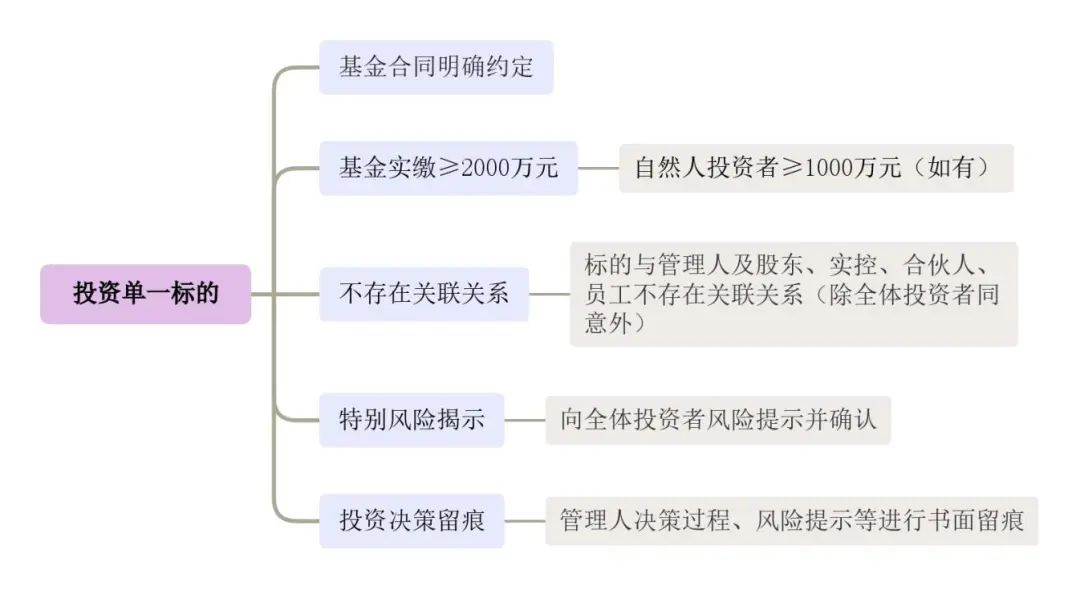 基金合同明确约定
基金实缴≥2000万元
自然人投资者≥1000万元（如有）
投资单一标的
不存在关联关系
标的与管理人及股东、实控、合伙人、
员工不存在关联关系（除全体投资者同
意外）
特别风险揭示
向全体投资者风险提示并确认
投资决策留痕
管理人决策过程、风险提示等进行书面留痕